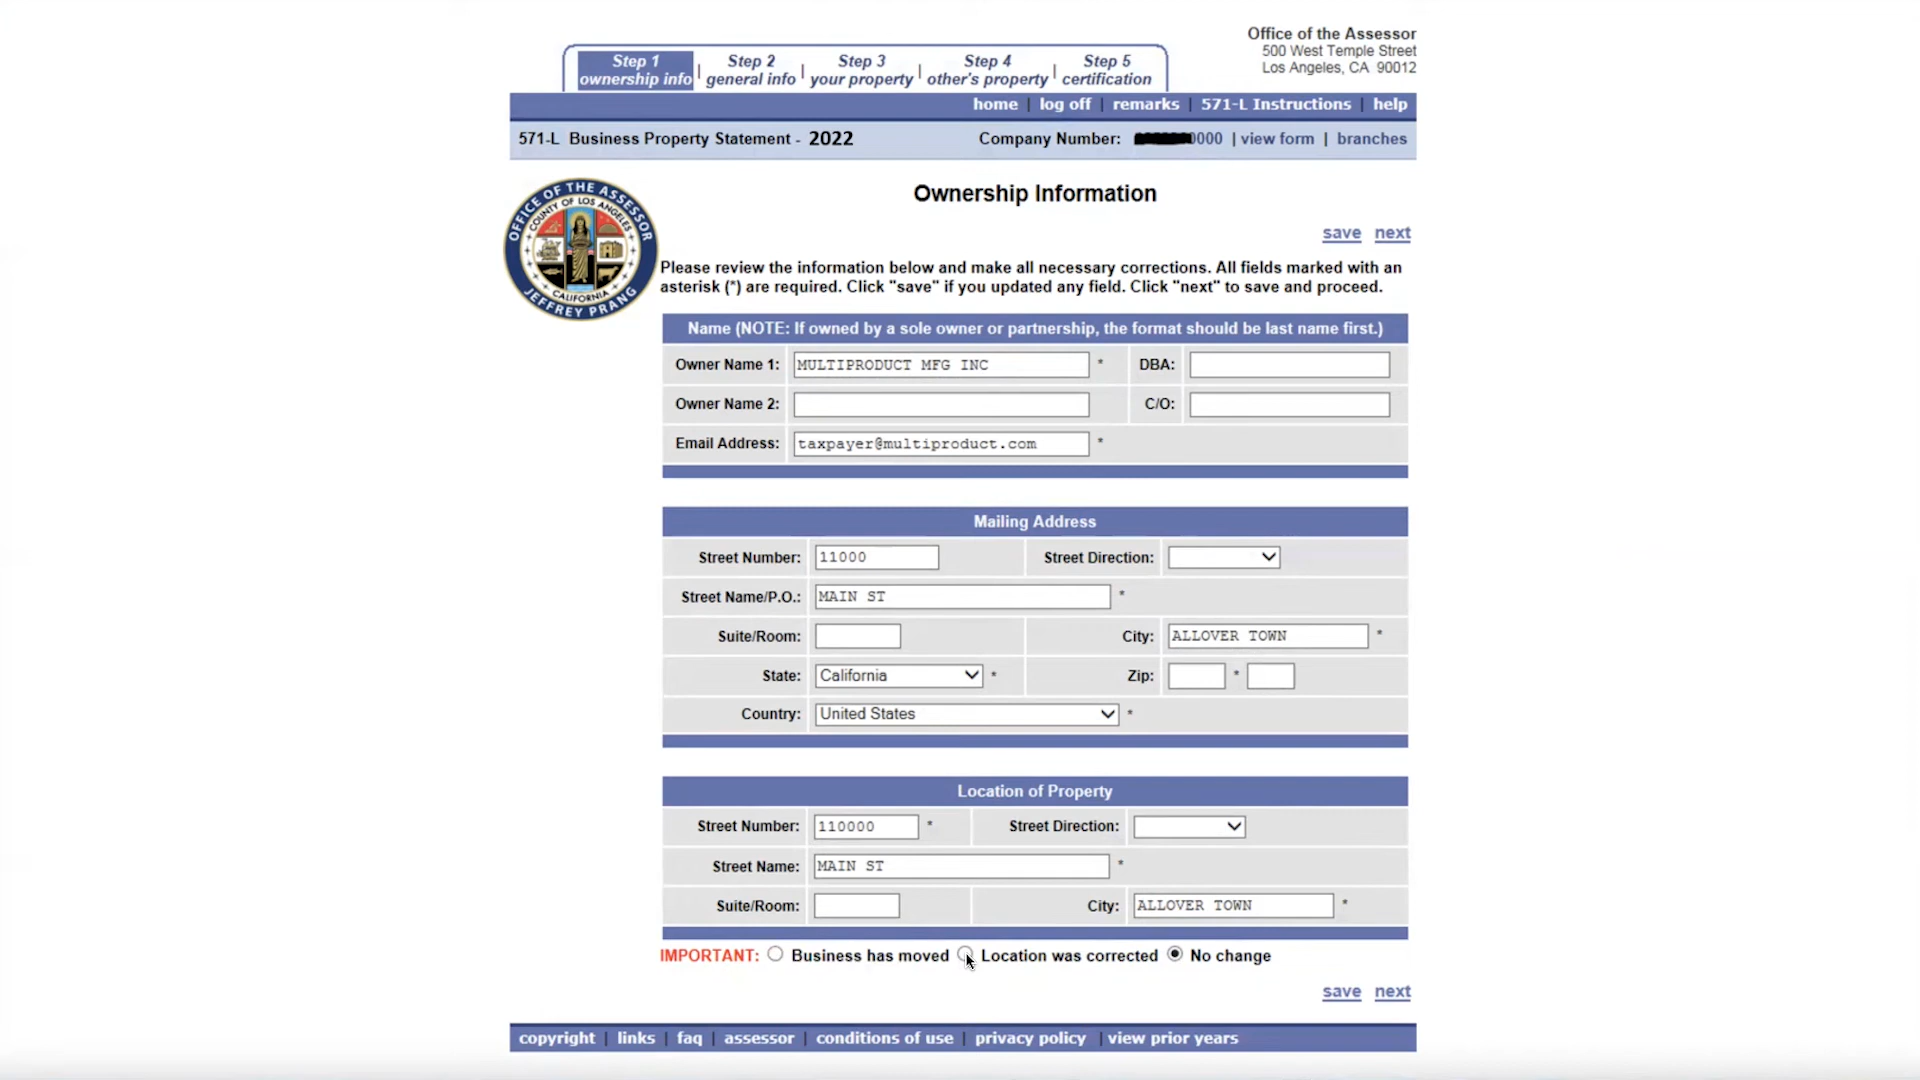 Office of the Assessor
500 West Temple Street
Los Angeles, CA 90012
Step 1 | Step 2 | Step 3 | Step 4 | Step 5
ownership info | general info | your property | other's property | certification
home | log off | remarks | 571-L Instructions | help
571-L Business Property Statement - 2022 Company Number: 0000 | view form | branches
OFFICE OF THE ASSESSOR
COUNTY OF LOS ANGELES
CALIFORNIA
JEFFREY PRANG
Ownership Information
save next
Please review the information below and make all necessary corrections. All fields marked with an
asterisk (*) are required. Click "save" if you updated any field. Click "next" to save and proceed.
Name (NOTE: If owned by a sole owner or partnership, the format should be last name first.)
Owner Name 1: MULTIPRODUCT MFG INC * DBA:
Owner Name 2: C/O:
Email Address: taxpayer@multiproduct.com *
Mailing Address
Street Number: 11000 Street Direction:
Street Name/P.O.: MAIN ST *
Suite/Room: City: ALLOVER TOWN *
State: California * Zip: *
Country: United States *
Location of Property
Street Number: 110000 * Street Direction:
Street Name: MAIN ST *
Suite/Room: City: ALLOVER TOWN *
IMPORTANT: Business has moved Location was corrected No change
save next
copyright | links | faq | assessor | conditions of use | privacy policy | view prior years